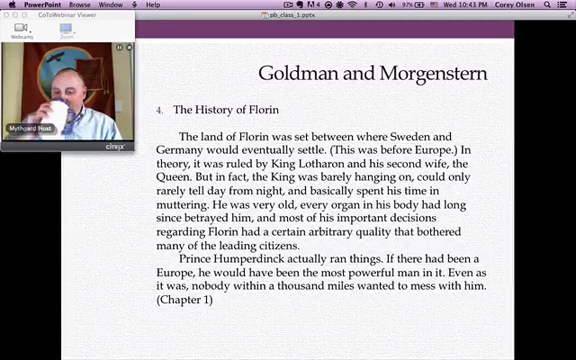 PowerPoint Browse Window Help
4
97%
Wed 10:43 PM Corey Olsen
GoToWebinar Viewer
pb_class_1.pptx
Webcams
Zoom
Mythgard Host
citrix
Goldman and Morgenstern
4. The History of Florin
The land of Florin was set between where Sweden and
Germany would eventually settle. (This was before Europe.) In
theory, it was ruled by King Lotharon and his second wife, the
Queen. But in fact, the King was barely hanging on, could only
rarely tell day from night, and basically spent his time in
muttering. He was very old, every organ in his body had long
since betrayed him, and most of his important decisions
regarding Florin had a certain arbitrary quality that bothered
many of the leading citizens.
Prince Humperdinck actually ran things. If there had been a
Europe, he would have been the most powerful man in it. Even as
it was, nobody within a thousand miles wanted to mess with him.
(Chapter 1)